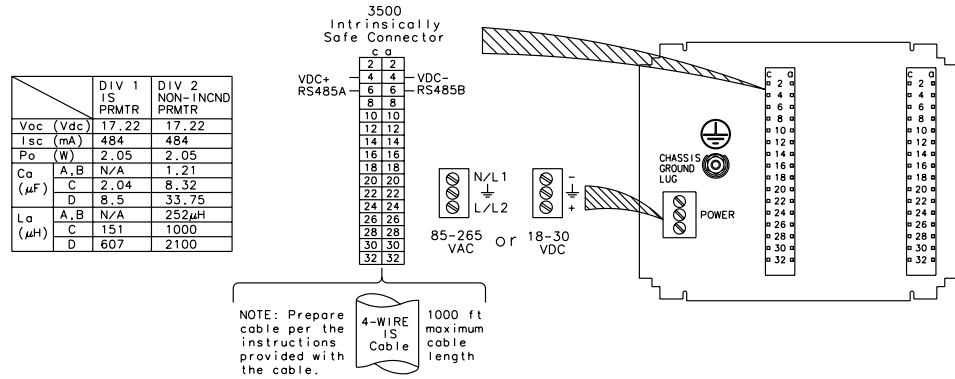 3500
Intrinsically
Safe Connector
c a
2 2
VDC+ 4 4 VDC-
RS485A 6 6 RS485B
8 8
10 10
12 12
14 14
16 16
18 18
20 20
22 22
24 24
26 26
28 28
30 30
32 32
DIV 1 IS PRMTR
DIV 2 NON-INCND PRMTR
Voc (Vdc) 17.22 17.22
Isc (mA) 484 484
Po (W) 2.05 2.05
Ca (µF) A,B N/A 1.21
C 2.04 8.32
D 8.5 33.75
La (µH) A,B N/A 252µH
C 151 1000
D 607 2100
N/L1
L/L2
85-265
VAC
or
-
+
18-30
VDC
NOTE: Prepare
cable per the
instructions
provided with
the cable.
4-WIRE
IS
Cable
1000 ft
maximum
cable
length
CHASSIS
GROUND
LUG
POWER
c a
2
4
6
8
10
12
14
16
18
20
22
24
26
28
30
32
c a
2
4
6
8
10
12
14
16
18
20
22
24
26
28
30
32